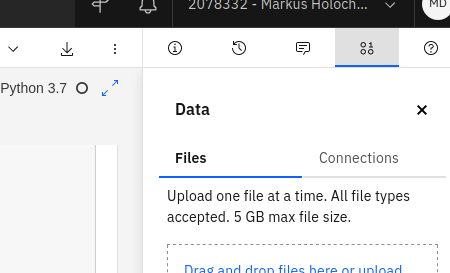 2078332 - Markus Holoch...
MD
Python 3.7
Data
Files
Connections
Upload one file at a time. All file types
accepted. 5 GB max file size.
Drag and drop files here or upload